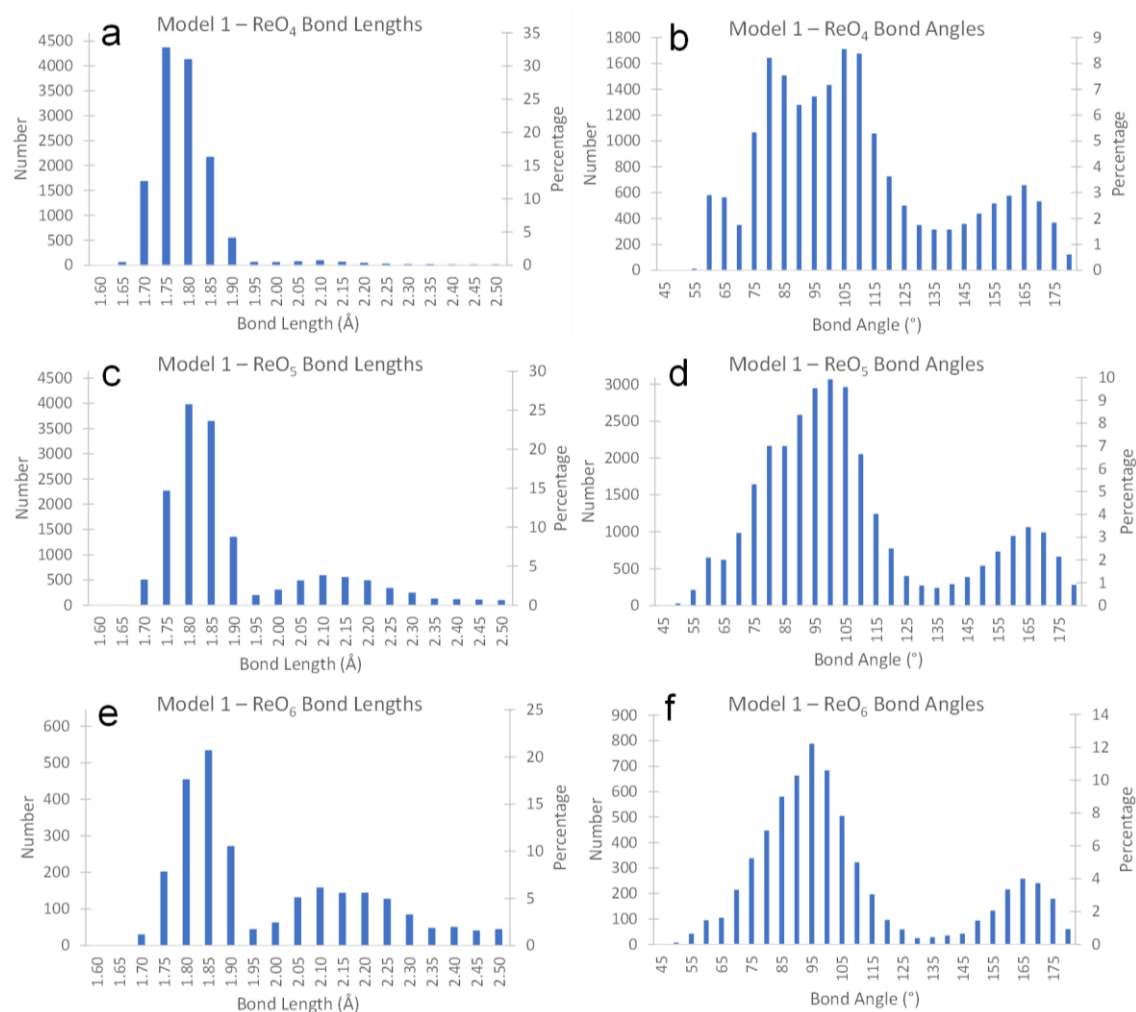 a
Model 1 – ReO₄ Bond Lengths
4500
4000
3500
3000
2500
2000
1500
1000
500
0
Number
35
30
25
20
15
10
5
0
Percentage
1.60 1.65 1.70 1.75 1.80 1.85 1.90 1.95 2.00 2.05 2.10 2.15 2.20 2.25 2.30 2.35 2.40 2.45 2.50
Bond Length (Å)
b
Model 1 – ReO₄ Bond Angles
1800
1600
1400
1200
1000
800
600
400
200
0
Number
9
8
7
6
5
4
3
2
1
0
Percentage
45 55 65 75 85 95 105 115 125 135 145 155 165 175
Bond Angle (°)
c
Model 1 – ReO₅ Bond Lengths
4500
4000
3500
3000
2500
2000
1500
1000
500
0
Number
30
25
20
15
10
5
0
Percentage
1.60 1.65 1.70 1.75 1.80 1.85 1.90 1.95 2.00 2.05 2.10 2.15 2.20 2.25 2.30 2.35 2.40 2.45 2.50
Bond Length (Å)
d
Model 1 – ReO₅ Bond Angles
3000
2500
2000
1500
1000
500
0
Number
10
9
8
7
6
5
4
3
2
1
0
Percentage
45 55 65 75 85 95 105 115 125 135 145 155 165 175
Bond Angle (°)
e
Model 1 – ReO₆ Bond Lengths
600
500
400
300
200
100
0
Number
25
20
15
10
5
0
Percentage
1.60 1.65 1.70 1.75 1.80 1.85 1.90 1.95 2.00 2.05 2.10 2.15 2.20 2.25 2.30 2.35 2.40 2.45 2.50
Bond Length (Å)
f
Model 1 – ReO₆ Bond Angles
900
800
700
600
500
400
300
200
100
0
Number
14
12
10
8
6
4
2
0
Percentage
45 55 65 75 85 95 105 115 125 135 145 155 165 175
Bond Angle (°)